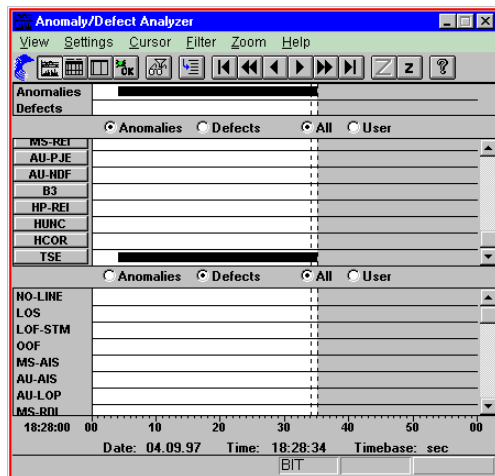 Anomaly/Defect Analyzer
View Settings Cursor Filter Zoom Help
OK Z z ?
Anomalies
Defects
Anomalies Defects All User
MS-REI
AU-PJE
AU-NDF
B3
HP-REI
HUNC
HCOR
TSE
Anomalies Defects All User
NO-LINE
LOS
LOF-STM
OOF
MS-AIS
AU-AIS
AU-LOP
MS-RDI
18:28:00 00 10 20 30 40 50 00
Date: 04.09.97 Time: 18:28:34 Timebase: sec
BIT